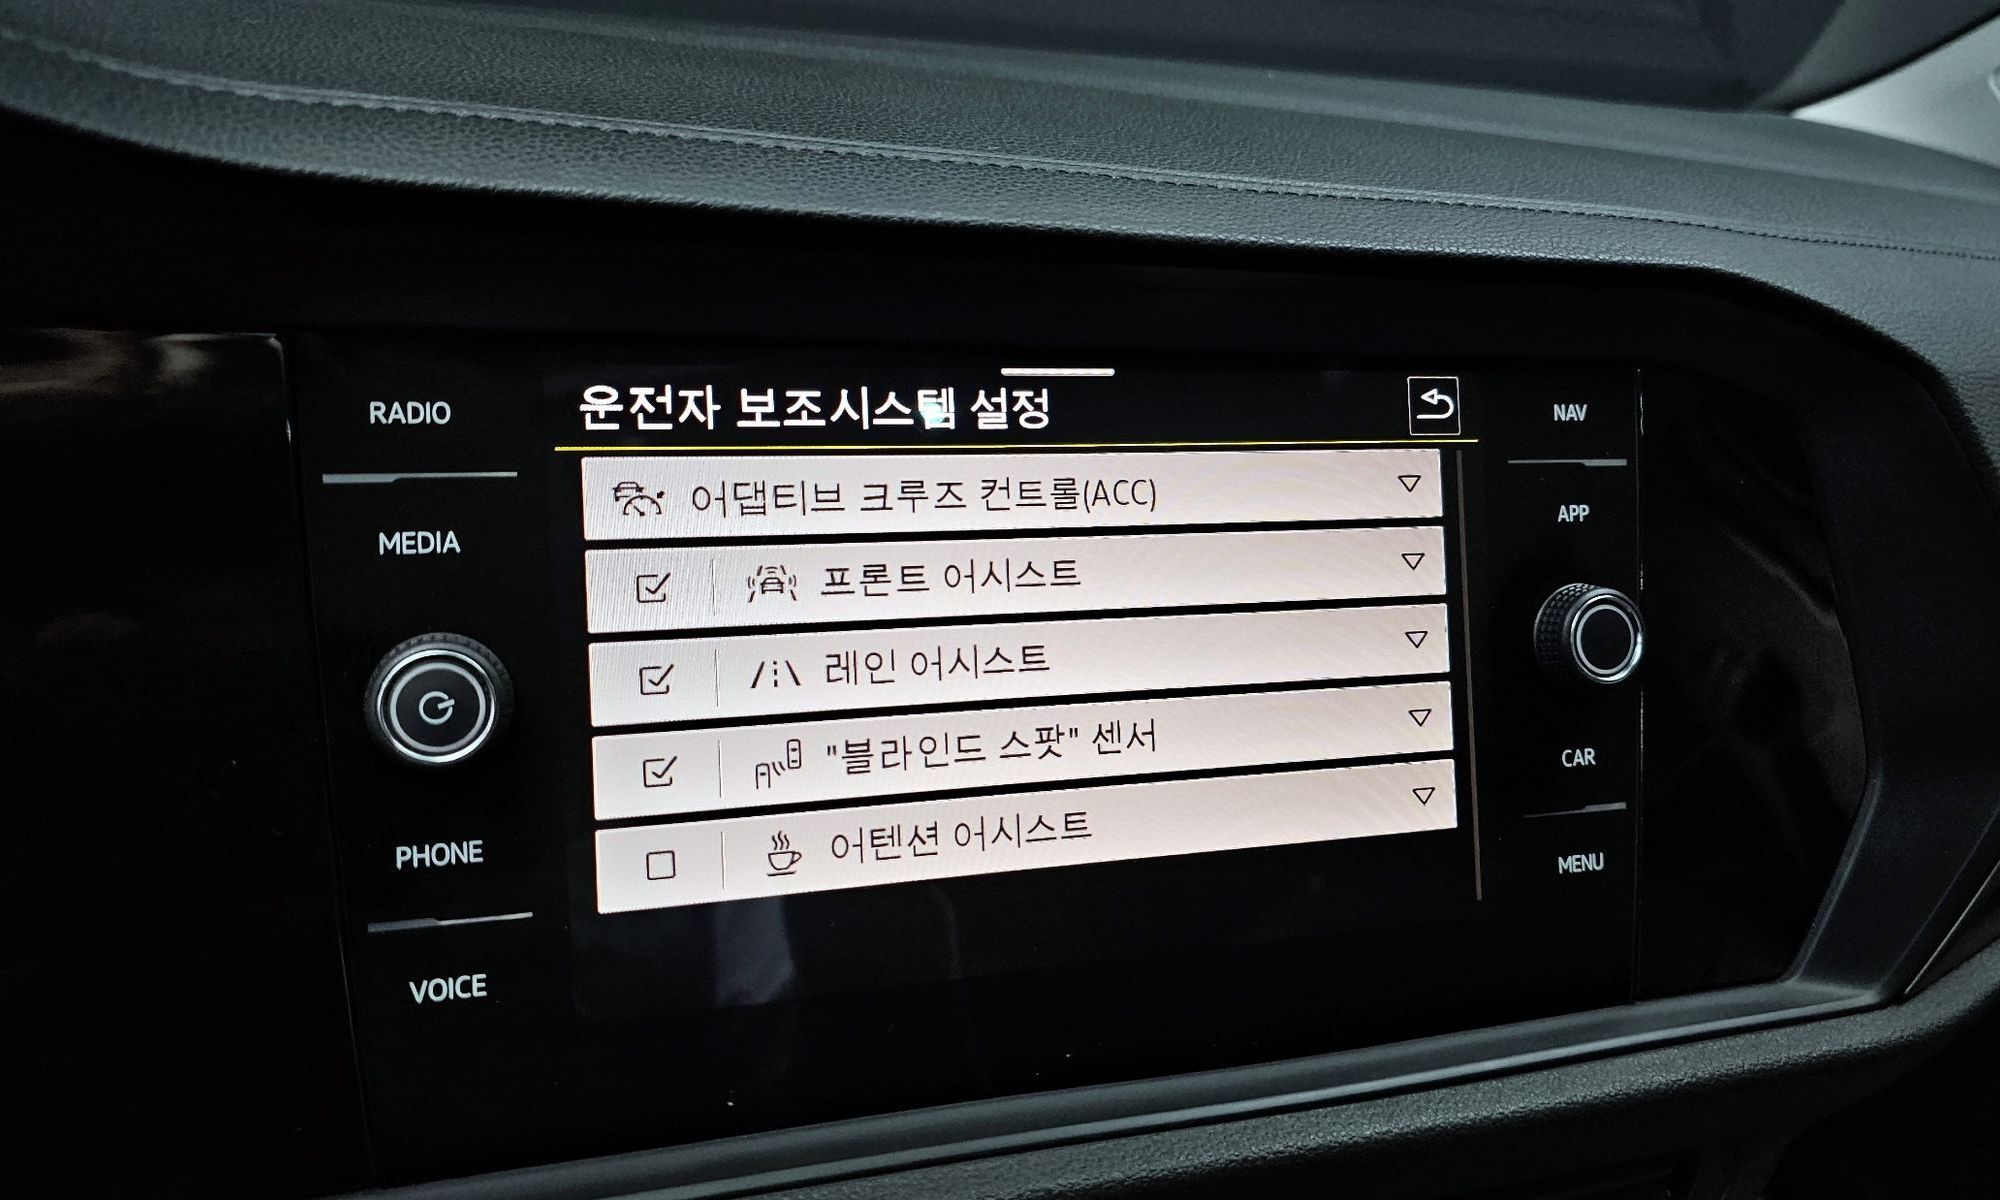 RADIO
MEDIA
PHONE
VOICE
운전자 보조시스템 설정
어댑티브 크루즈 컨트롤(ACC)
프론트 어시스트
레인 어시스트
"블라인드 스팟" 센서
어텐션 어시스트
NAV
APP
CAR
MENU